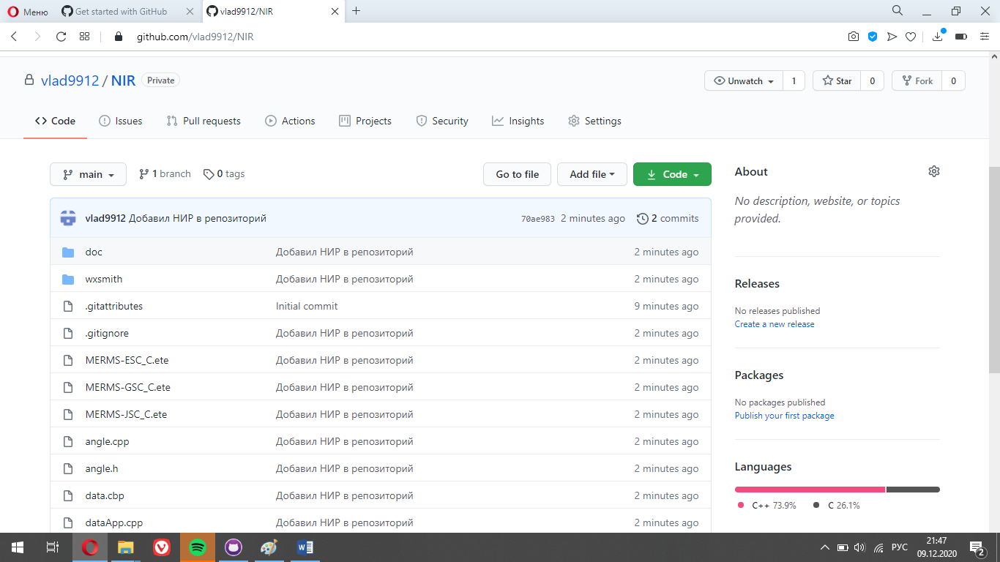 Меню
Get started with GitHub
vlad9912/NIR
github.com/vlad9912/NIR
vlad9912 / NIR Private
Unwatch 1
Star 0
Fork 0
Code
Issues
Pull requests
Actions
Projects
Security
Insights
Settings
main
1 branch
0 tags
Go to file
Add file
Code
vlad9912 Добавил НИР в репозиторий 70ae983 2 minutes ago 2 commits
doc Добавил НИР в репозиторий 2 minutes ago
wxsmith Добавил НИР в репозиторий 2 minutes ago
.gitattributes Initial commit 9 minutes ago
.gitignore Добавил НИР в репозиторий 2 minutes ago
MERMS-ESC_C.ete Добавил НИР в репозиторий 2 minutes ago
MERMS-GSC_C.ete Добавил НИР в репозиторий 2 minutes ago
MERMS-JSC_C.ete Добавил НИР в репозиторий 2 minutes ago
angle.cpp Добавил НИР в репозиторий 2 minutes ago
angle.h Добавил НИР в репозиторий 2 minutes ago
data.cbp Добавил НИР в репозиторий 2 minutes ago
dataApp.cpp Добавил НИР в репозиторий 2 minutes ago
About
No description, website, or topics
provided.
Releases
No releases published
Create a new release
Packages
No packages published
Publish your first package
Languages
C++ 73.9%
C 26.1%
РУС
21:47
09.12.2020
2